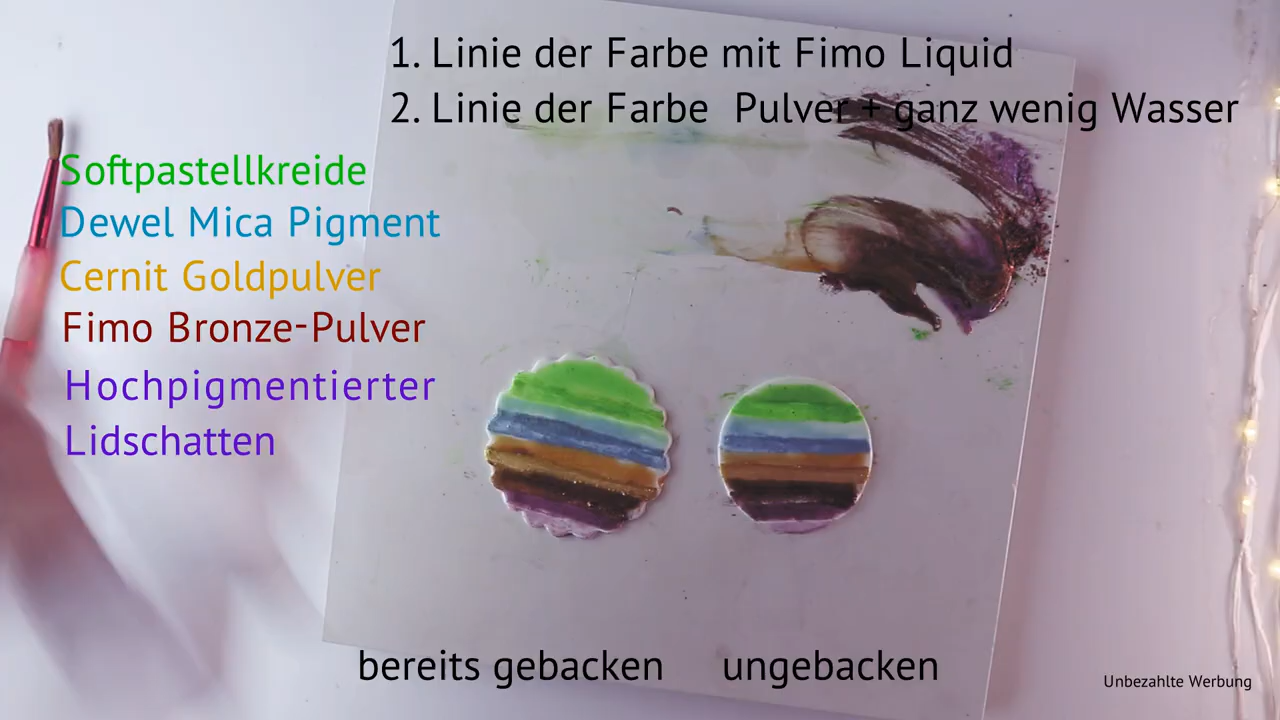 1. Linie der Farbe mit Fimo Liquid
2. Linie der Farbe Pulver + ganz wenig Wasser
Softpastellkreide
Dewel Mica Pigment
Cernit Goldpulver
Fimo Bronze-Pulver
Hochpigmentierter
Lidschatten
bereits gebacken
ungebacken
Unbezahlte Werbung